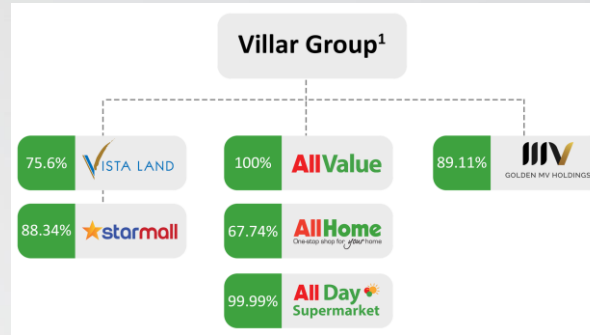 Villar Group1
75.6% VISTA LAND
100% AllValue
89.11% MV
GOLDEN MV HOLDINGS
88.34% starmall
67.74% AllHome
One-stop shop for your home
99.99% All Day
Supermarket